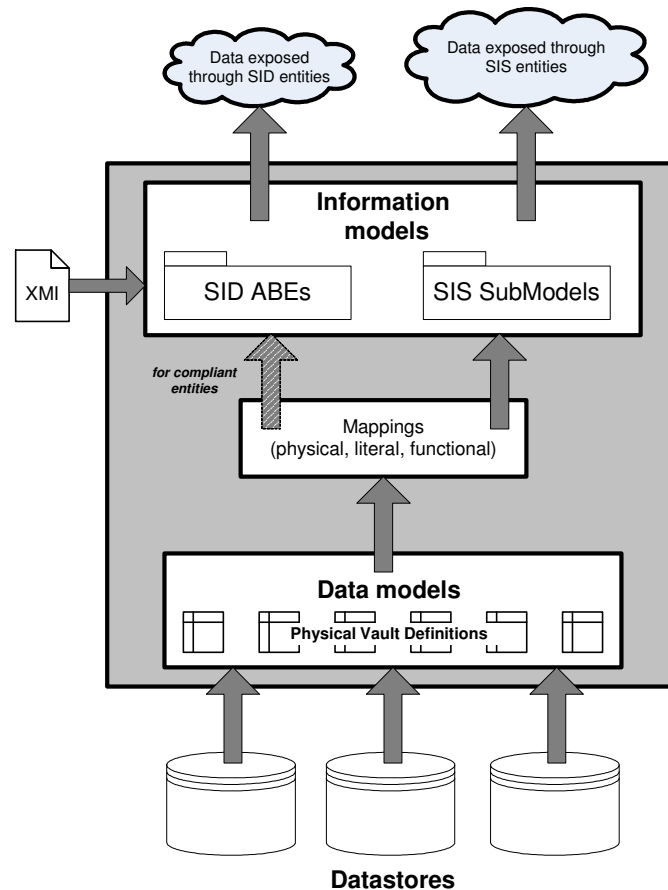 Data exposed
through SID entities
Data exposed through
SIS entities
Information
models
XMI
SID ABEs
SIS SubModels
for compliant
entities
Mappings
(physical, literal, functional)
Data models
Physical Vault Definitions
Datastores